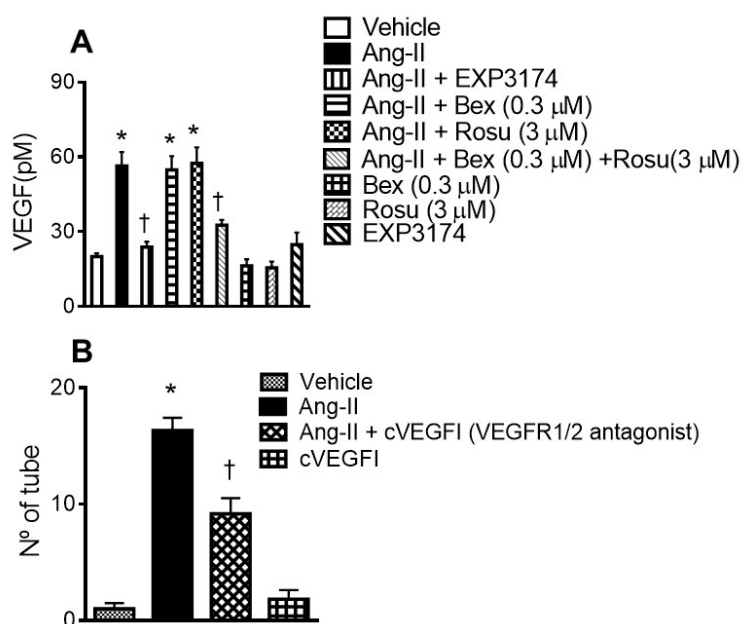 A
VEGF(pM)
90
60
30
0
*
†
*
*
†
Vehicle
Ang-II
Ang-II + EXP3174
Ang-II + Bex (0.3 µM)
Ang-II + Rosu (3 µM)
Ang-II + Bex (0.3 µM) +Rosu(3 µM)
Bex (0.3 µM)
Rosu (3 µM)
EXP3174
B
Nº of tube
20
10
0
*
†
Vehicle
Ang-II
Ang-II + cVEGFI (VEGFR1/2 antagonist)
cVEGFI